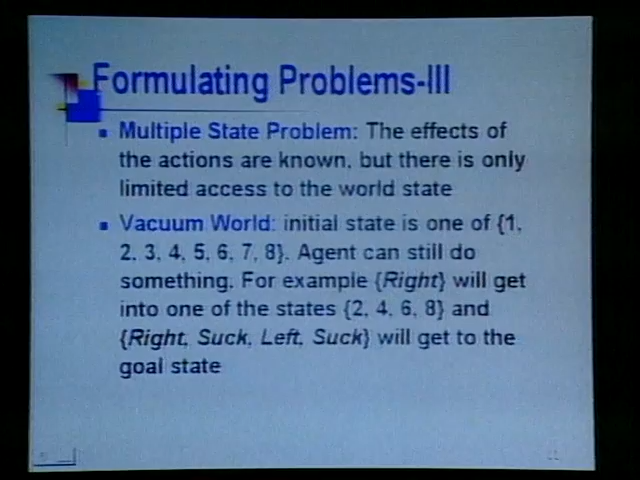 Formulating Problems-III
Multiple State Problem: The effects of
the actions are known, but there is only
limited access to the world state
Vacuum World: initial state is one of {1,
2, 3, 4, 5, 6, 7, 8}. Agent can still do
something. For example {Right} will get
into one of the states {2, 4, 6, 8} and
{Right, Suck, Left, Suck} will get to the
goal state